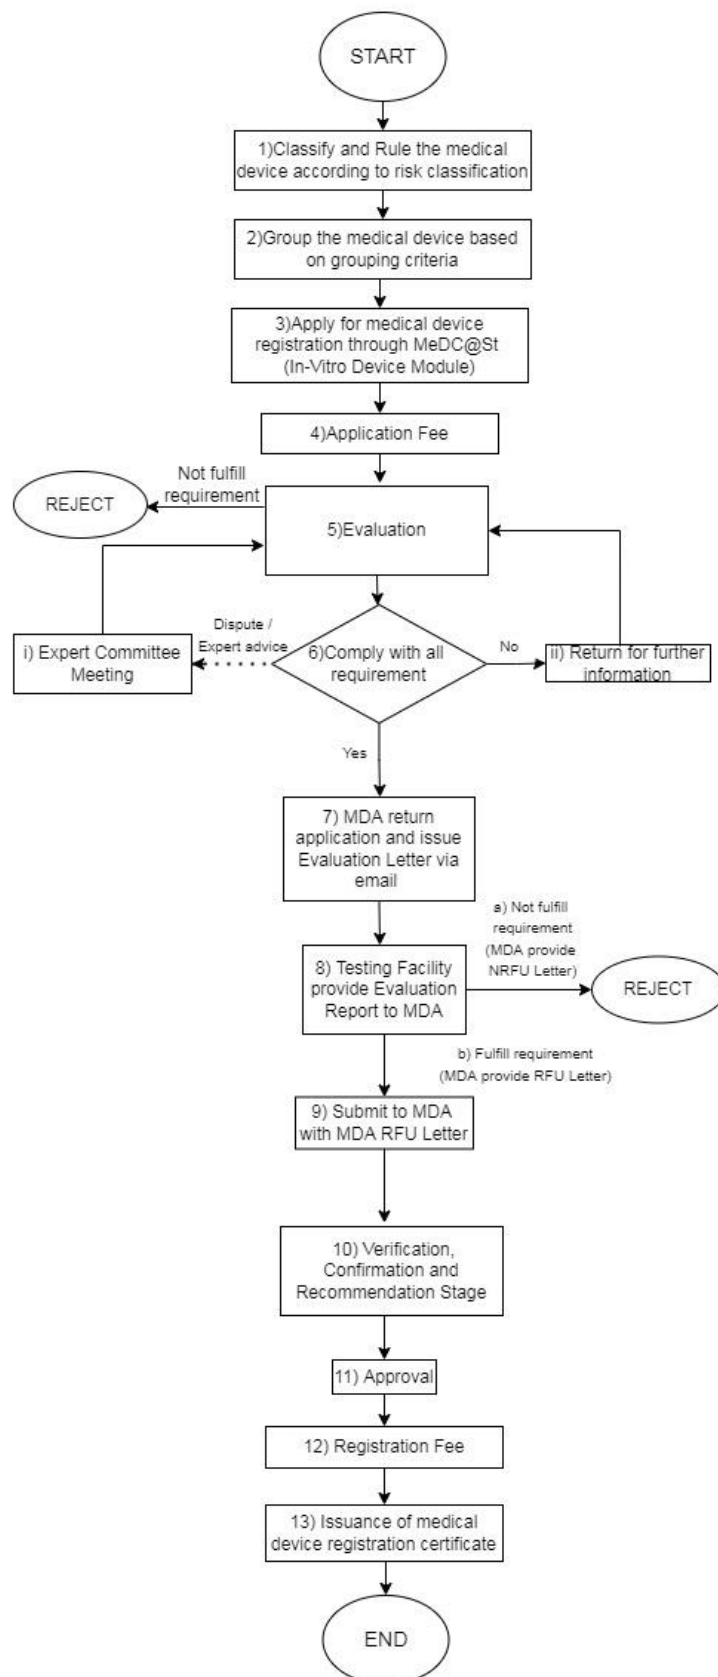 START
1)Classify and Rule the medical
device according to risk classification
2)Group the medical device based
on grouping criteria
3)Apply for medical device
registration through MeDC@St
(In-Vitro Device Module)
4)Application Fee
Not fulfill
requirement
REJECT
5)Evaluation
Dispute /
Expert advice
i) Expert Committee
Meeting
6)Comply with all
requirement
No
ii) Return for further
information
Yes
7) MDA return
application and issue
Evaluation Letter via
email
a) Not fulfill
requirement
(MDA provide
NRFU Letter)
8) Testing Facility
provide Evaluation
Report to MDA
REJECT
b) Fulfill requirement
(MDA provide RFU Letter)
9) Submit to MDA
with MDA RFU Letter
10) Verification,
Confirmation and
Recommendation Stage
11) Approval
12) Registration Fee
13) Issuance of medical
device registration certificate
END